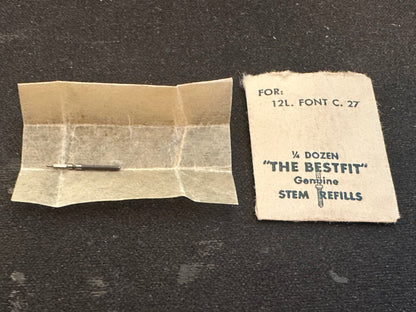 FOR:
12L. FONT C. 27
¼ DOZEN
"THE BESTFIT"
Genuine
STEM REFILLS